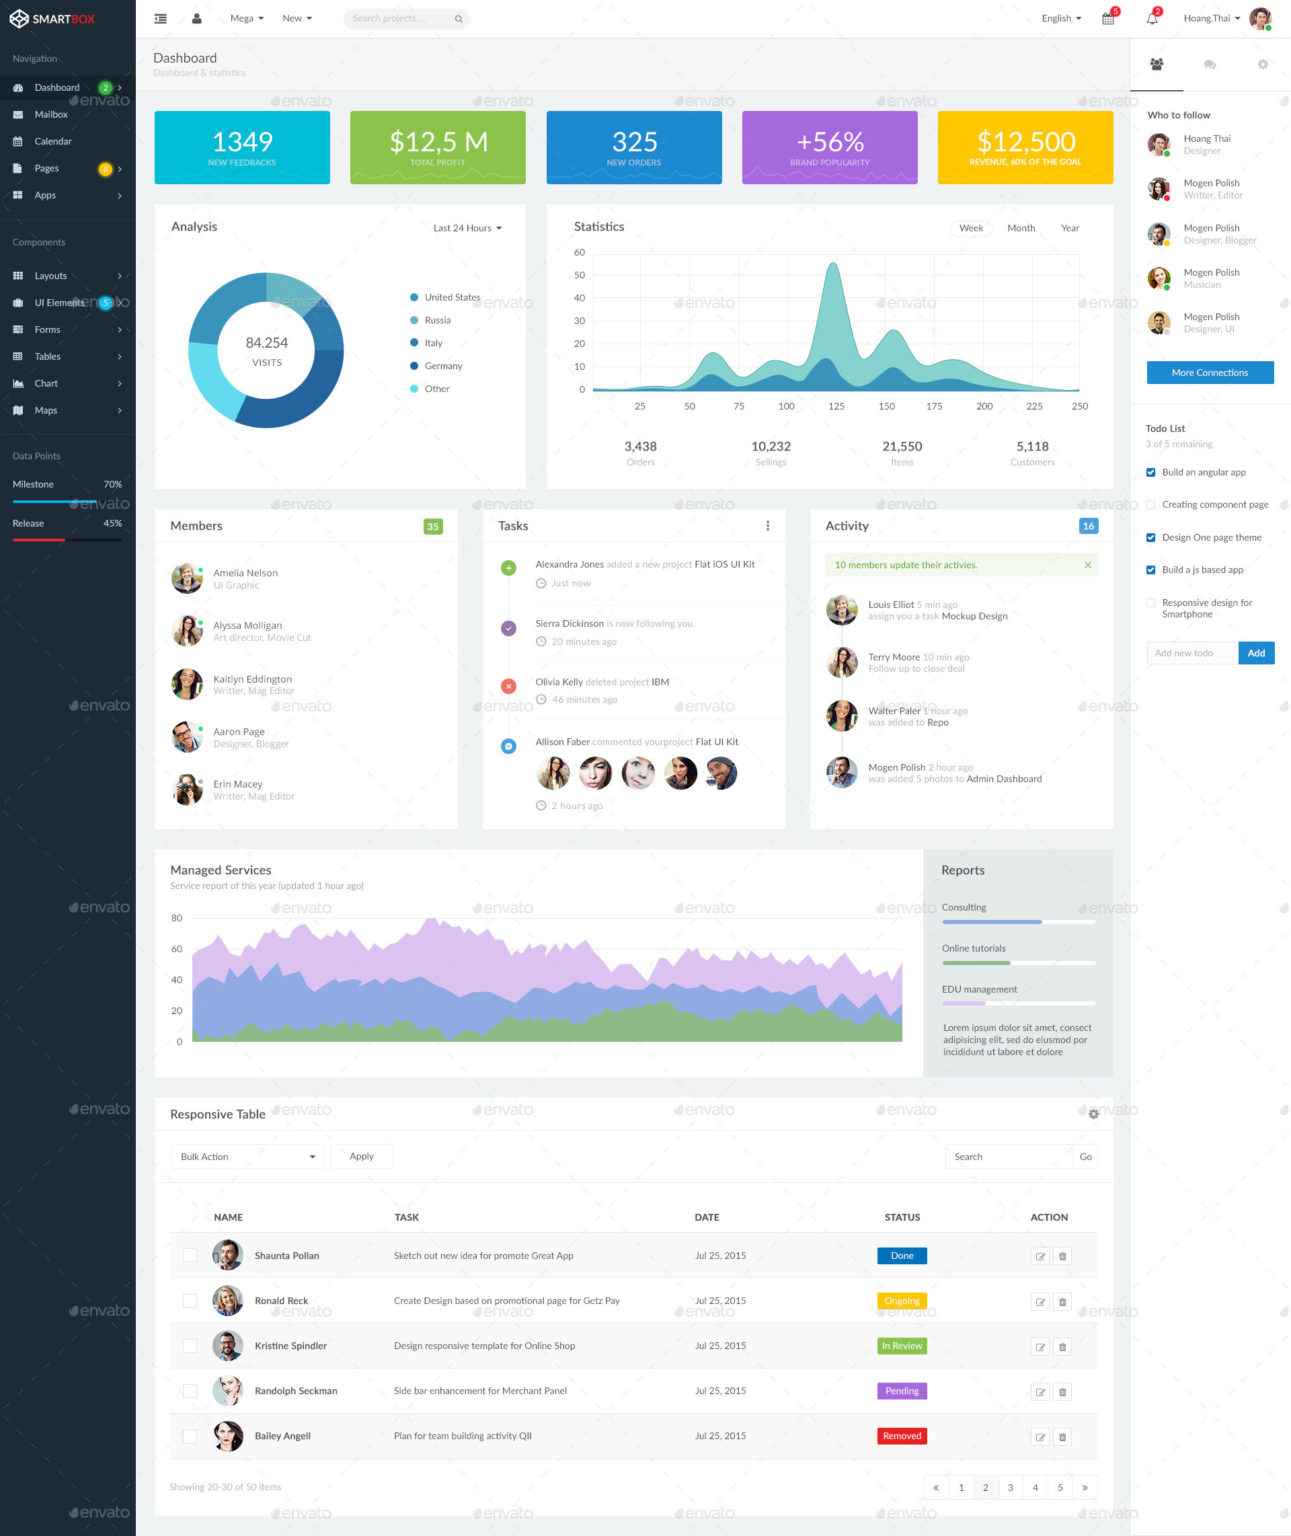 SMARTBOX
Mega
New
Search projects...
English
5
2
Hoang.Thai
Navigation
Dashboard 2
Mailbox
Calendar
Pages 8
Apps
Components
Layouts
UI Elements 5
Forms
Tables
Chart
Maps
Data Points
Milestone 70%
Release 45%
Dashboard
Dashboard & statistics
1349
NEW FEEDBACKS
$12,5 M
TOTAL PROFIT
325
NEW ORDERS
+56%
BRAND POPULARITY
$12,500
REVENUE, 60% OF THE GOAL
Analysis
Last 24 Hours
84.254
VISITS
United States
Russia
Italy
Germany
Other
Statistics
Week Month Year
60
50
40
30
20
10
0
25 50 75 100 125 150 175 200 225 250
3,438
Orders
10,232
Sellings
21,550
Items
5,118
Customers
Members 35
Amelia Nelson
UI Graphic
Alyssa Molligan
Art director, Movie Cut
Kaitlyn Eddington
Writter, Mag Editor
Aaron Page
Designer, Blogger
Erin Macey
Writter, Mag Editor
Tasks
Alexandra Jones added a new project Flat iOS UI Kit
Just now
Sierra Dickinson is now following you.
20 minutes ago
Olivia Kelly deleted project IBM
46 minutes ago
Allison Faber commented yourproject Flat UI Kit
2 hours ago
Activity 16
10 members update their activies.
Louis Elliot 5 min ago
assign you a task Mockup Design
Terry Moore 10 min ago
Follow up to close deal
Walter Paler 1 hour ago
was added to Repo
Mogen Polish 2 hour ago
was added 5 photos to Admin Dashboard
Managed Services
Service report of this year (updated 1 hour ago)
80
60
40
20
0
Reports
Consulting
Online tutorials
EDU management
Lorem ipsum dolor sit amet, consect
adipisicing elit, sed do eiusmod por
incididunt ut labore et dolore
Responsive Table
Bulk Action
Apply
Search
Go
NAME TASK DATE STATUS ACTION
Shaunta Pollan Sketch out new idea for promote Great App Jul 25, 2015 Done
Ronald Reck Create Design based on promotional page for Getz Pay Jul 25, 2015 Ongoing
Kristine Spindler Design responsive template for Online Shop Jul 25, 2015 In Review
Randolph Seckman Side bar enhancement for Merchant Panel Jul 25, 2015 Pending
Bailey Angell Plan for team building activity QII Jul 25, 2015 Removed
Showing 20-30 of 50 items
« 1 2 3 4 5 »
Who to follow
Hoang Thai
Designer
Mogen Polish
Writter, Editor
Mogen Polish
Designer, Blogger
Mogen Polish
Musician
Mogen Polish
Designer, UI
More Connections
Todo List
3 of 5 remaining
Build an angular app
Creating component page
Design One page theme
Build a js based app
Responsive design for
Smartphone
Add new todo
Add
envato